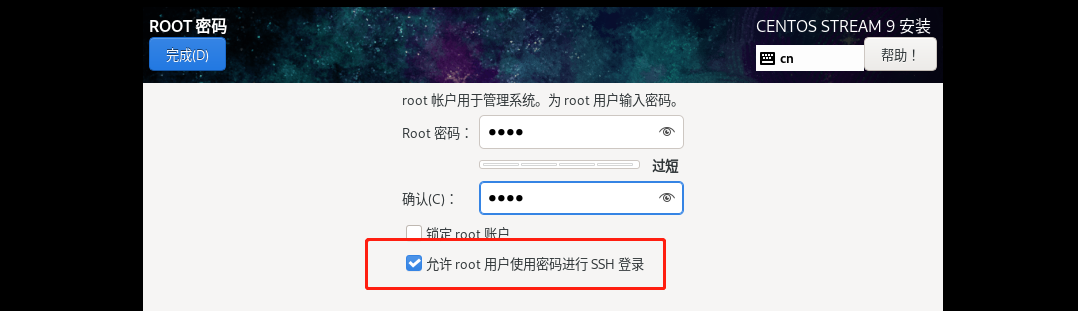 ROOT 密码
CENTOS STREAM 9 安装
完成(D)
cn
帮助！
root 帐户用于管理系统。为 root 用户输入密码。
Root 密码：
••••
过短
确认(C)：
••••
锁定 root 账户
允许 root 用户使用密码进行 SSH 登录